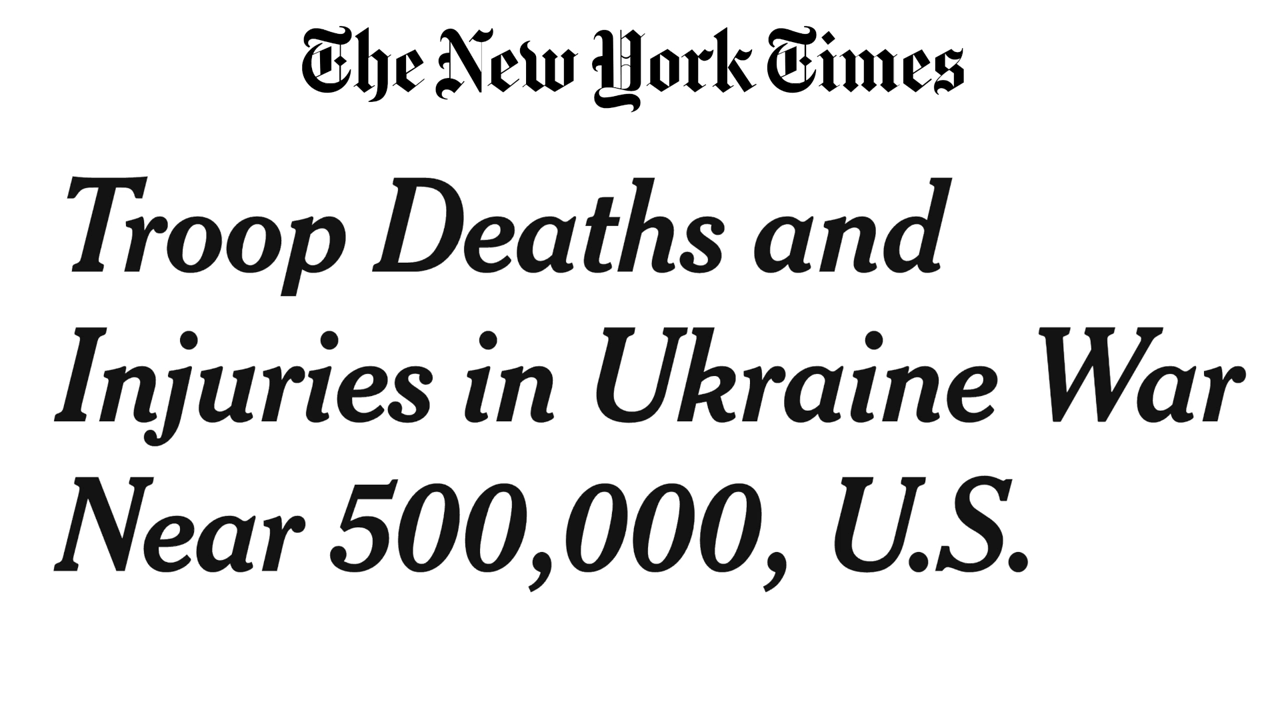 The New York Times
Troop Deaths and
Injuries in Ukraine War
Near 500,000, U.S.